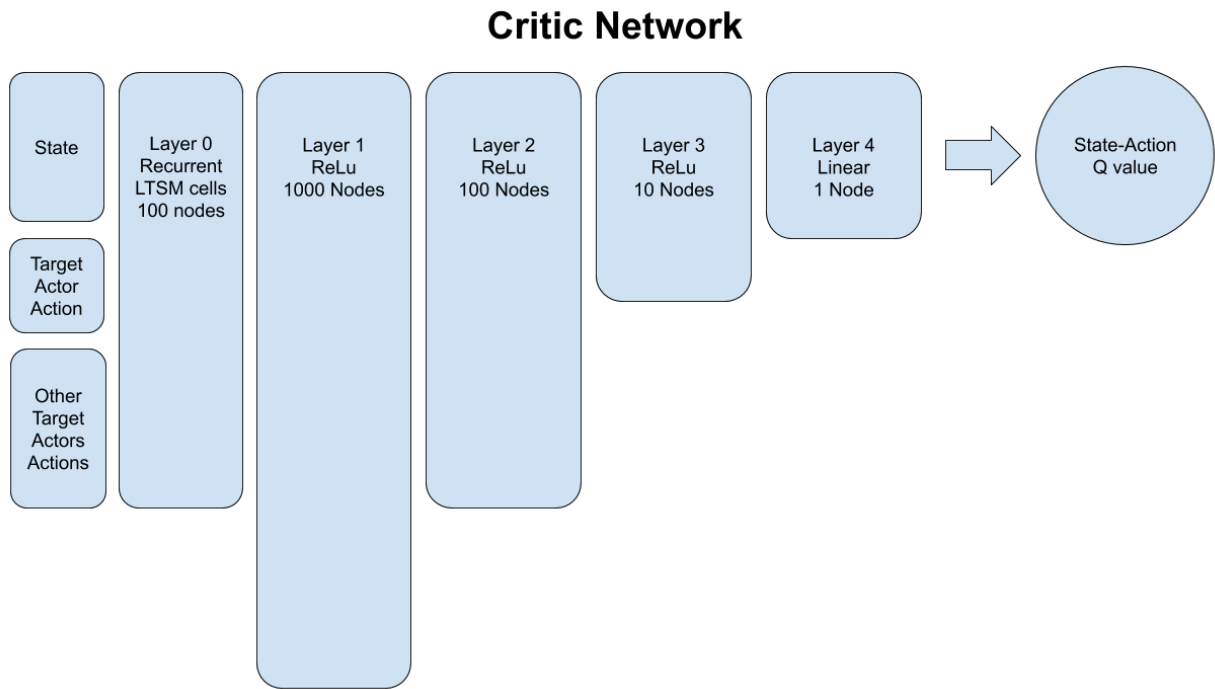 Critic Network
State
Target
Actor
Action
Other
Target
Actors
Actions
Layer 0
Recurrent
LTSM cells
100 nodes
Layer 1
ReLu
1000 Nodes
Layer 2
ReLu
100 Nodes
Layer 3
ReLu
10 Nodes
Layer 4
Linear
1 Node
State-Action
Q value